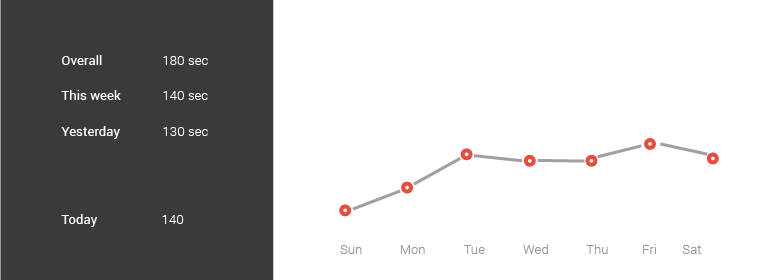 Overall 180 sec
This week 140 sec
Yesterday 130 sec
Today 140
Sun Mon Tue Wed Thu Fri Sat